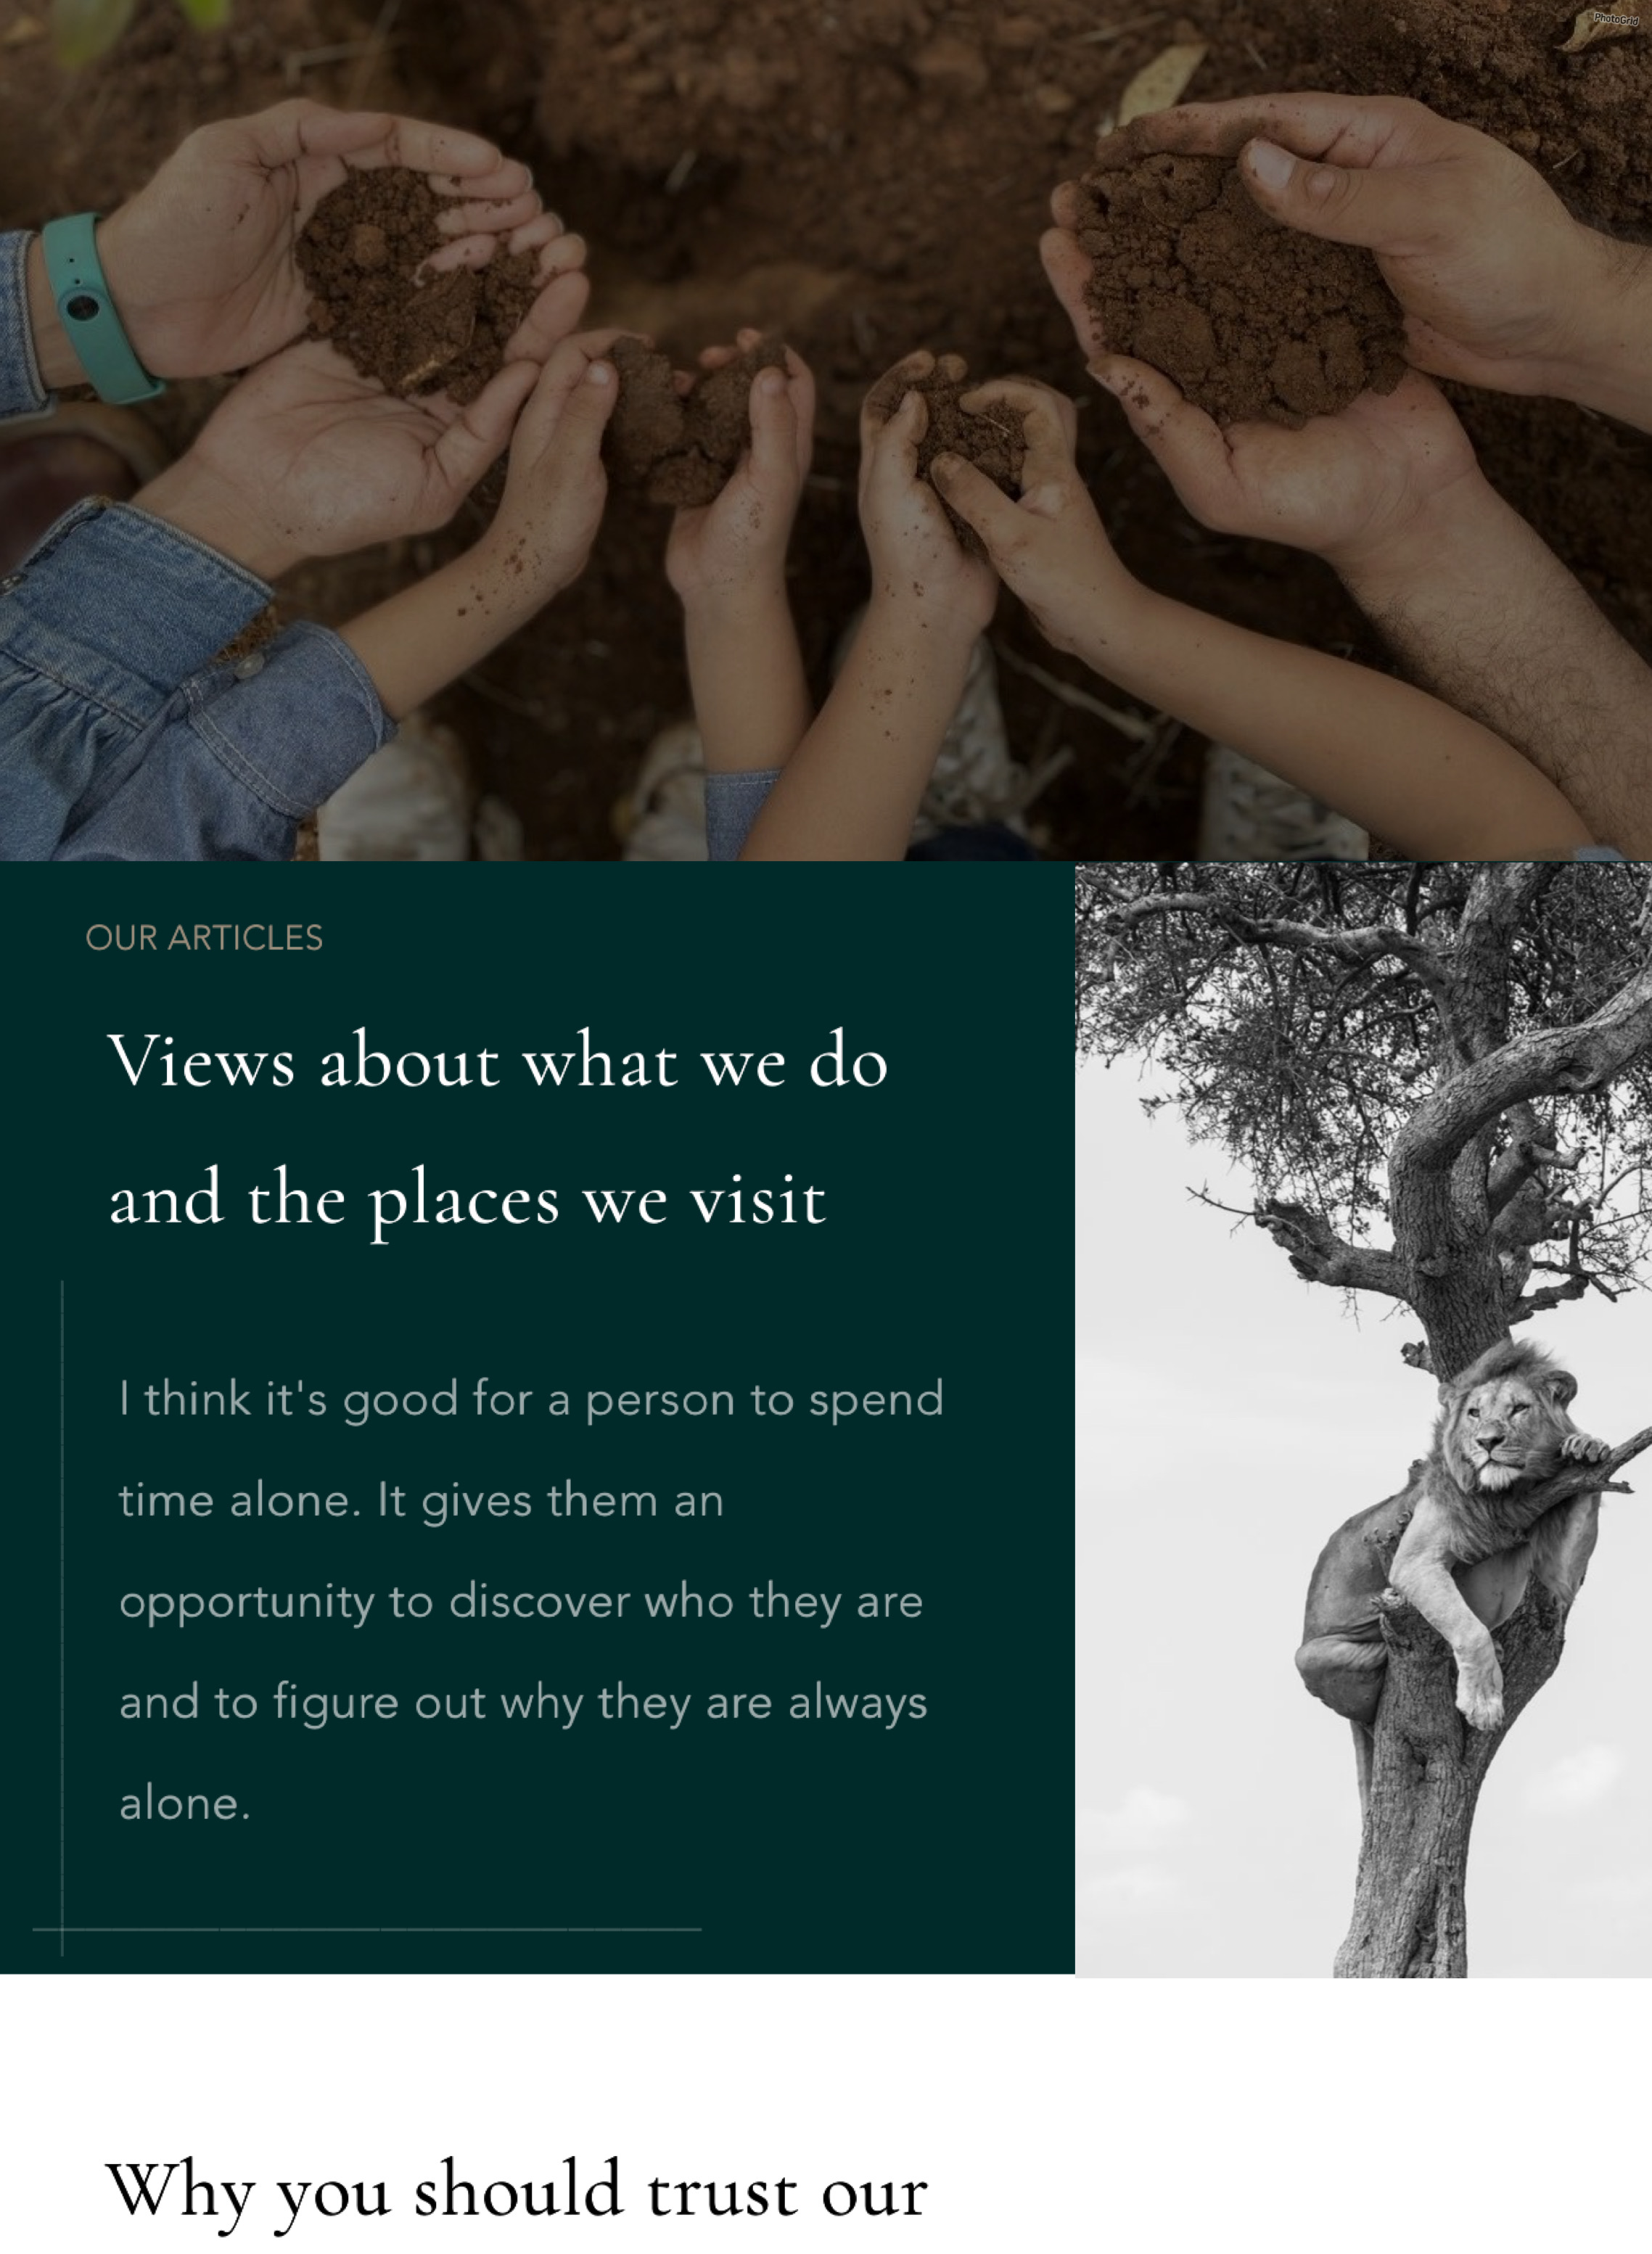 PhotoGrid
OUR ARTICLES
Views about what we do
and the places we visit
I think it's good for a person to spend
time alone. It gives them an
opportunity to discover who they are
and to figure out why they are always
alone.
Why you should trust our